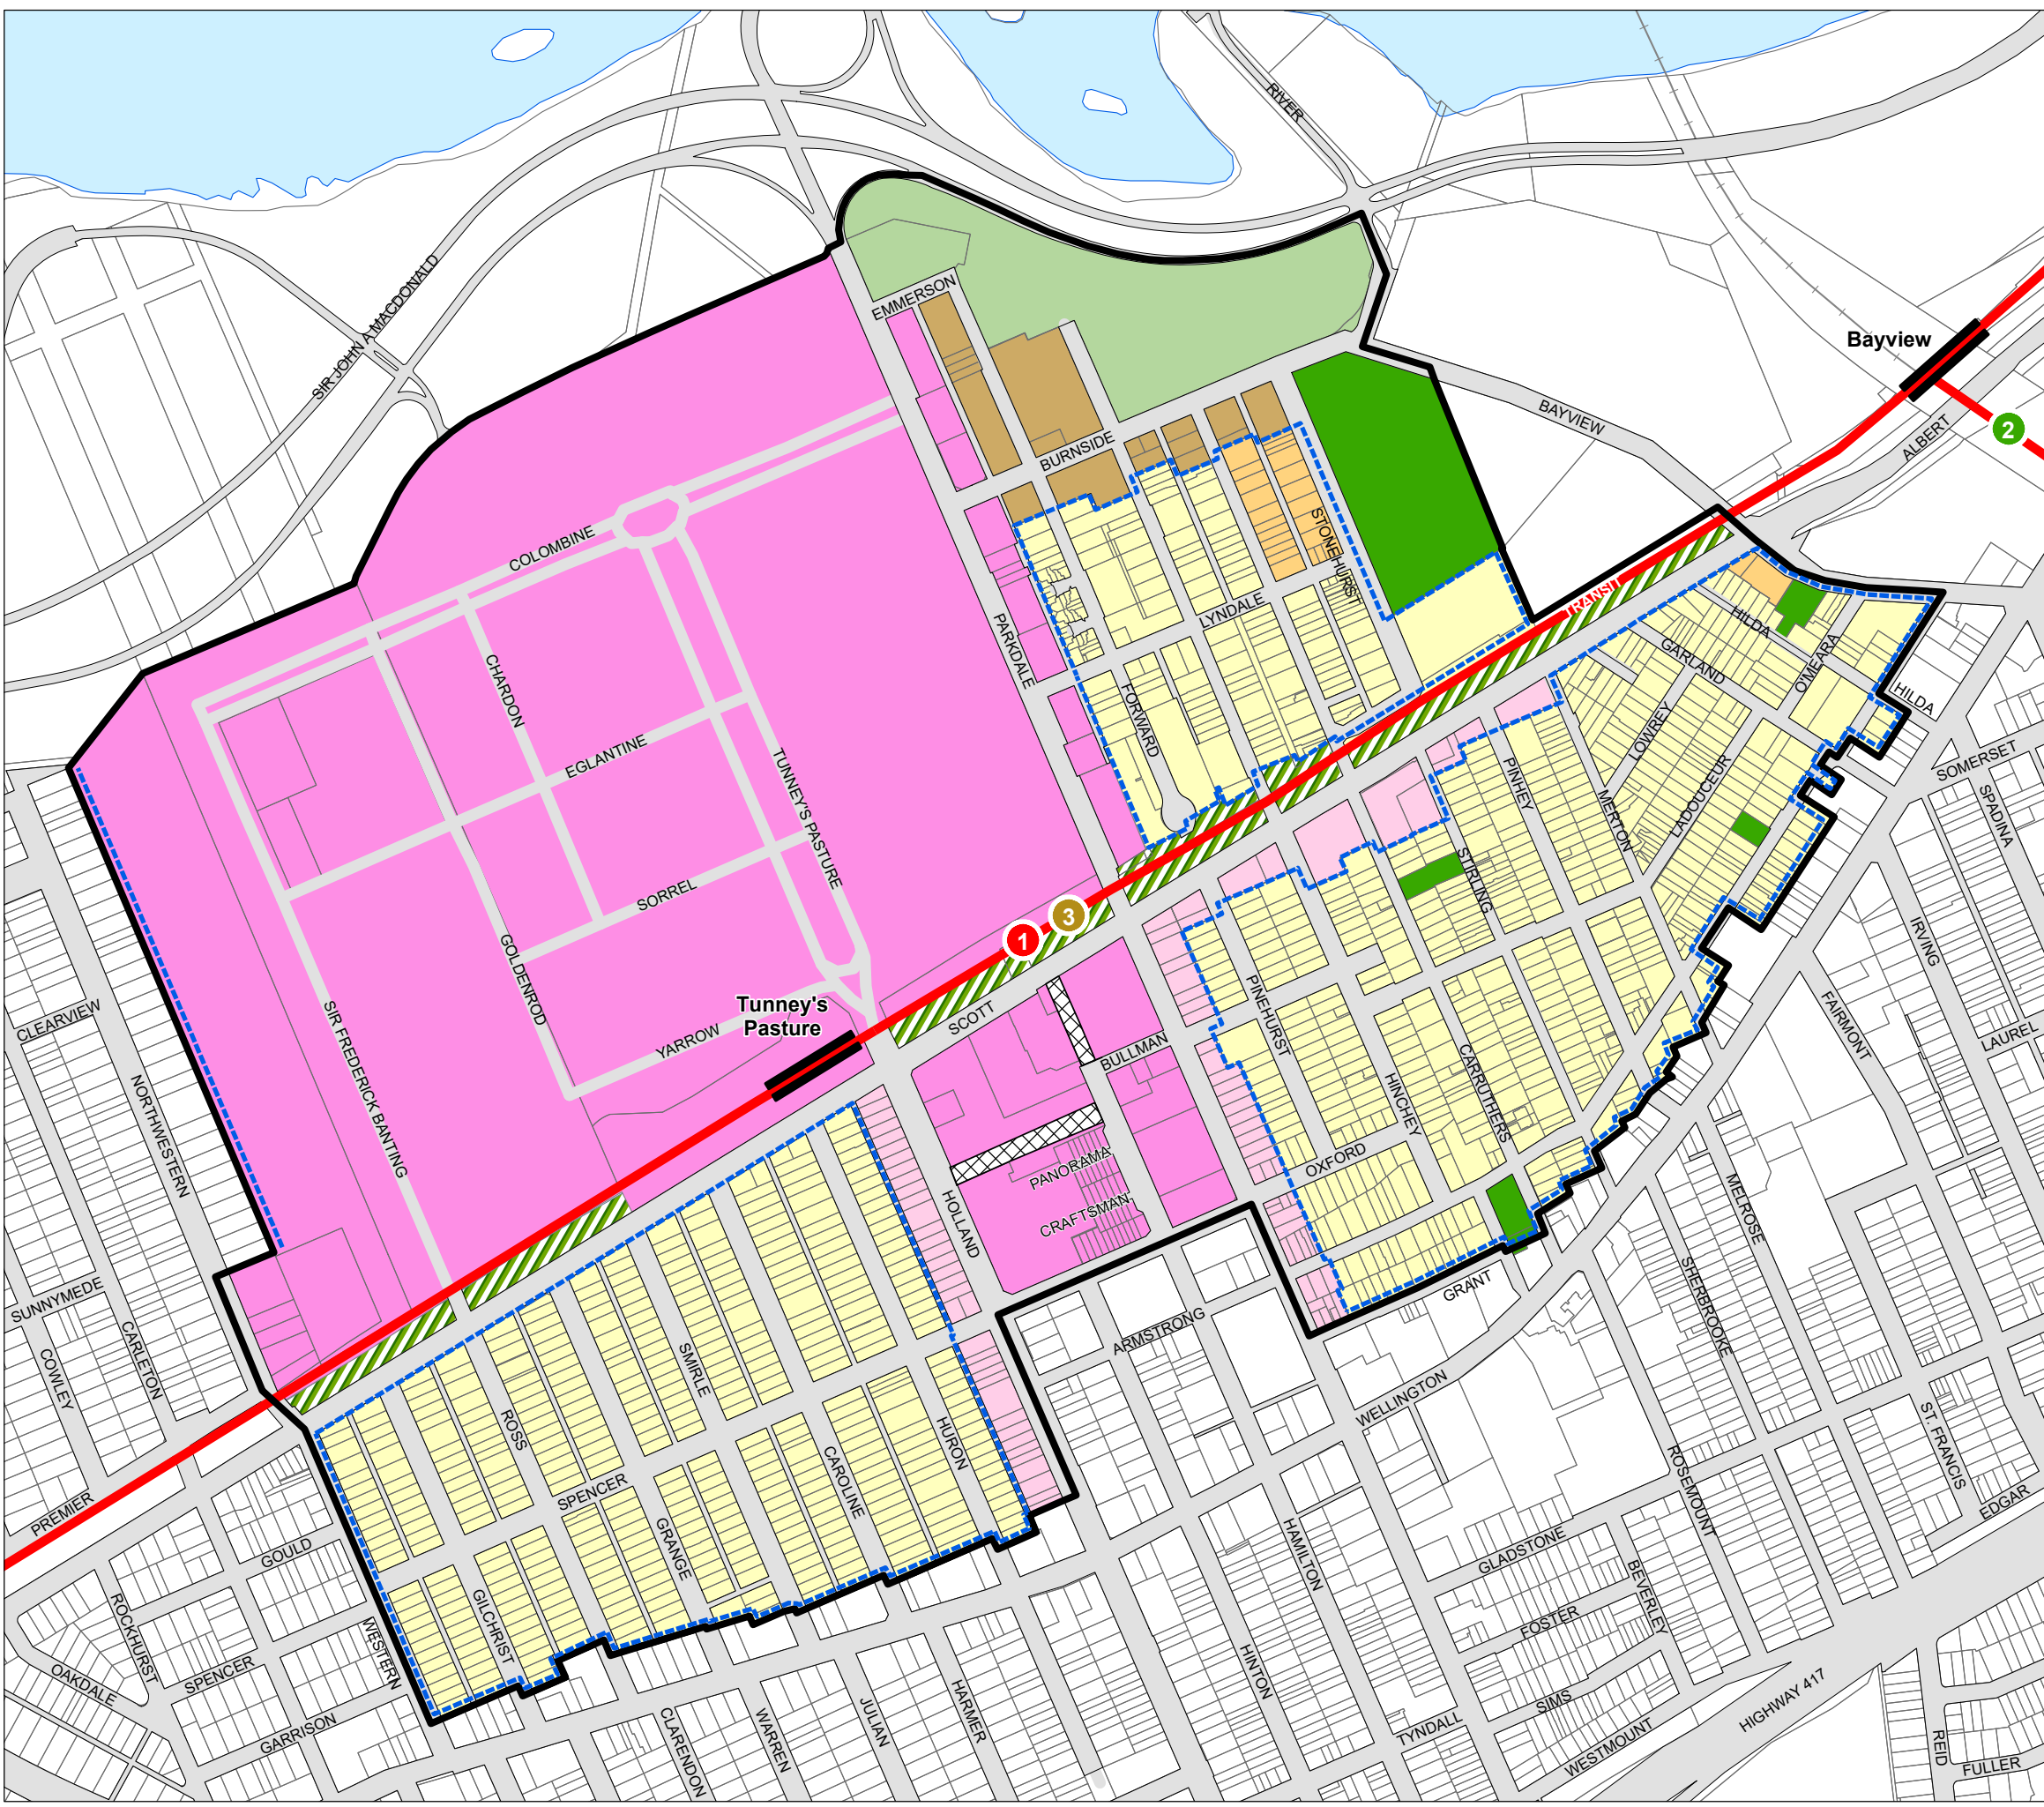 RIVER
SIR JOHN A MACDONALD
EMMERSON
Bayview
2
BAYVIEW
ALBERT
BURNSIDE
COLOMBINE
STONEHURST
TRANSIT
LYNDALE
PARKDALE
CHARDON
HILDA
GARLAND
O'MEARA
HILDA
FORWARD
EGLANTINE
TUNNEY'S PASTURE
LOWREY
PINHEY
MERTON
LADOUCEUR
SOMERSET
SPADINA
STIRLING
SORREL
1
3
GOLDENROD
IRVING
FAIRMONT
LAUREL
Tunney's
Pasture
SCOTT
PINEHURST
CLEARVIEW
YARROW
BULLMAN
SIR FREDERICK BANTING
NORTHWESTERN
HINCHEY
CARRUTHERS
OXFORD
PANORAMA
CRAFTSMAN
HOLLAND
MELROSE
SUNNYMEDE
GRANT
SHERBROOKE
CARLETON
COWLEY
ARMSTRONG
SMIRLE
WELLINGTON
ROSS
HURON
CAROLINE
ST. FRANCIS
ROSEMOUNT
EDGAR
SPENCER
PREMIER
GOULD
GRANGE
HAMILTON
GLADSTONE
BEVERLEY
FOSTER
ROCKHURST
GILCHRIST
WESTERN
SPENCER
OAKDALE
GARRISON
HINTON
HARMER
JULIAN
WARREN
CLARENDON
SIMS
TYNDALL
WESTMOUNT
HIGHWAY 417
REID
FULLER